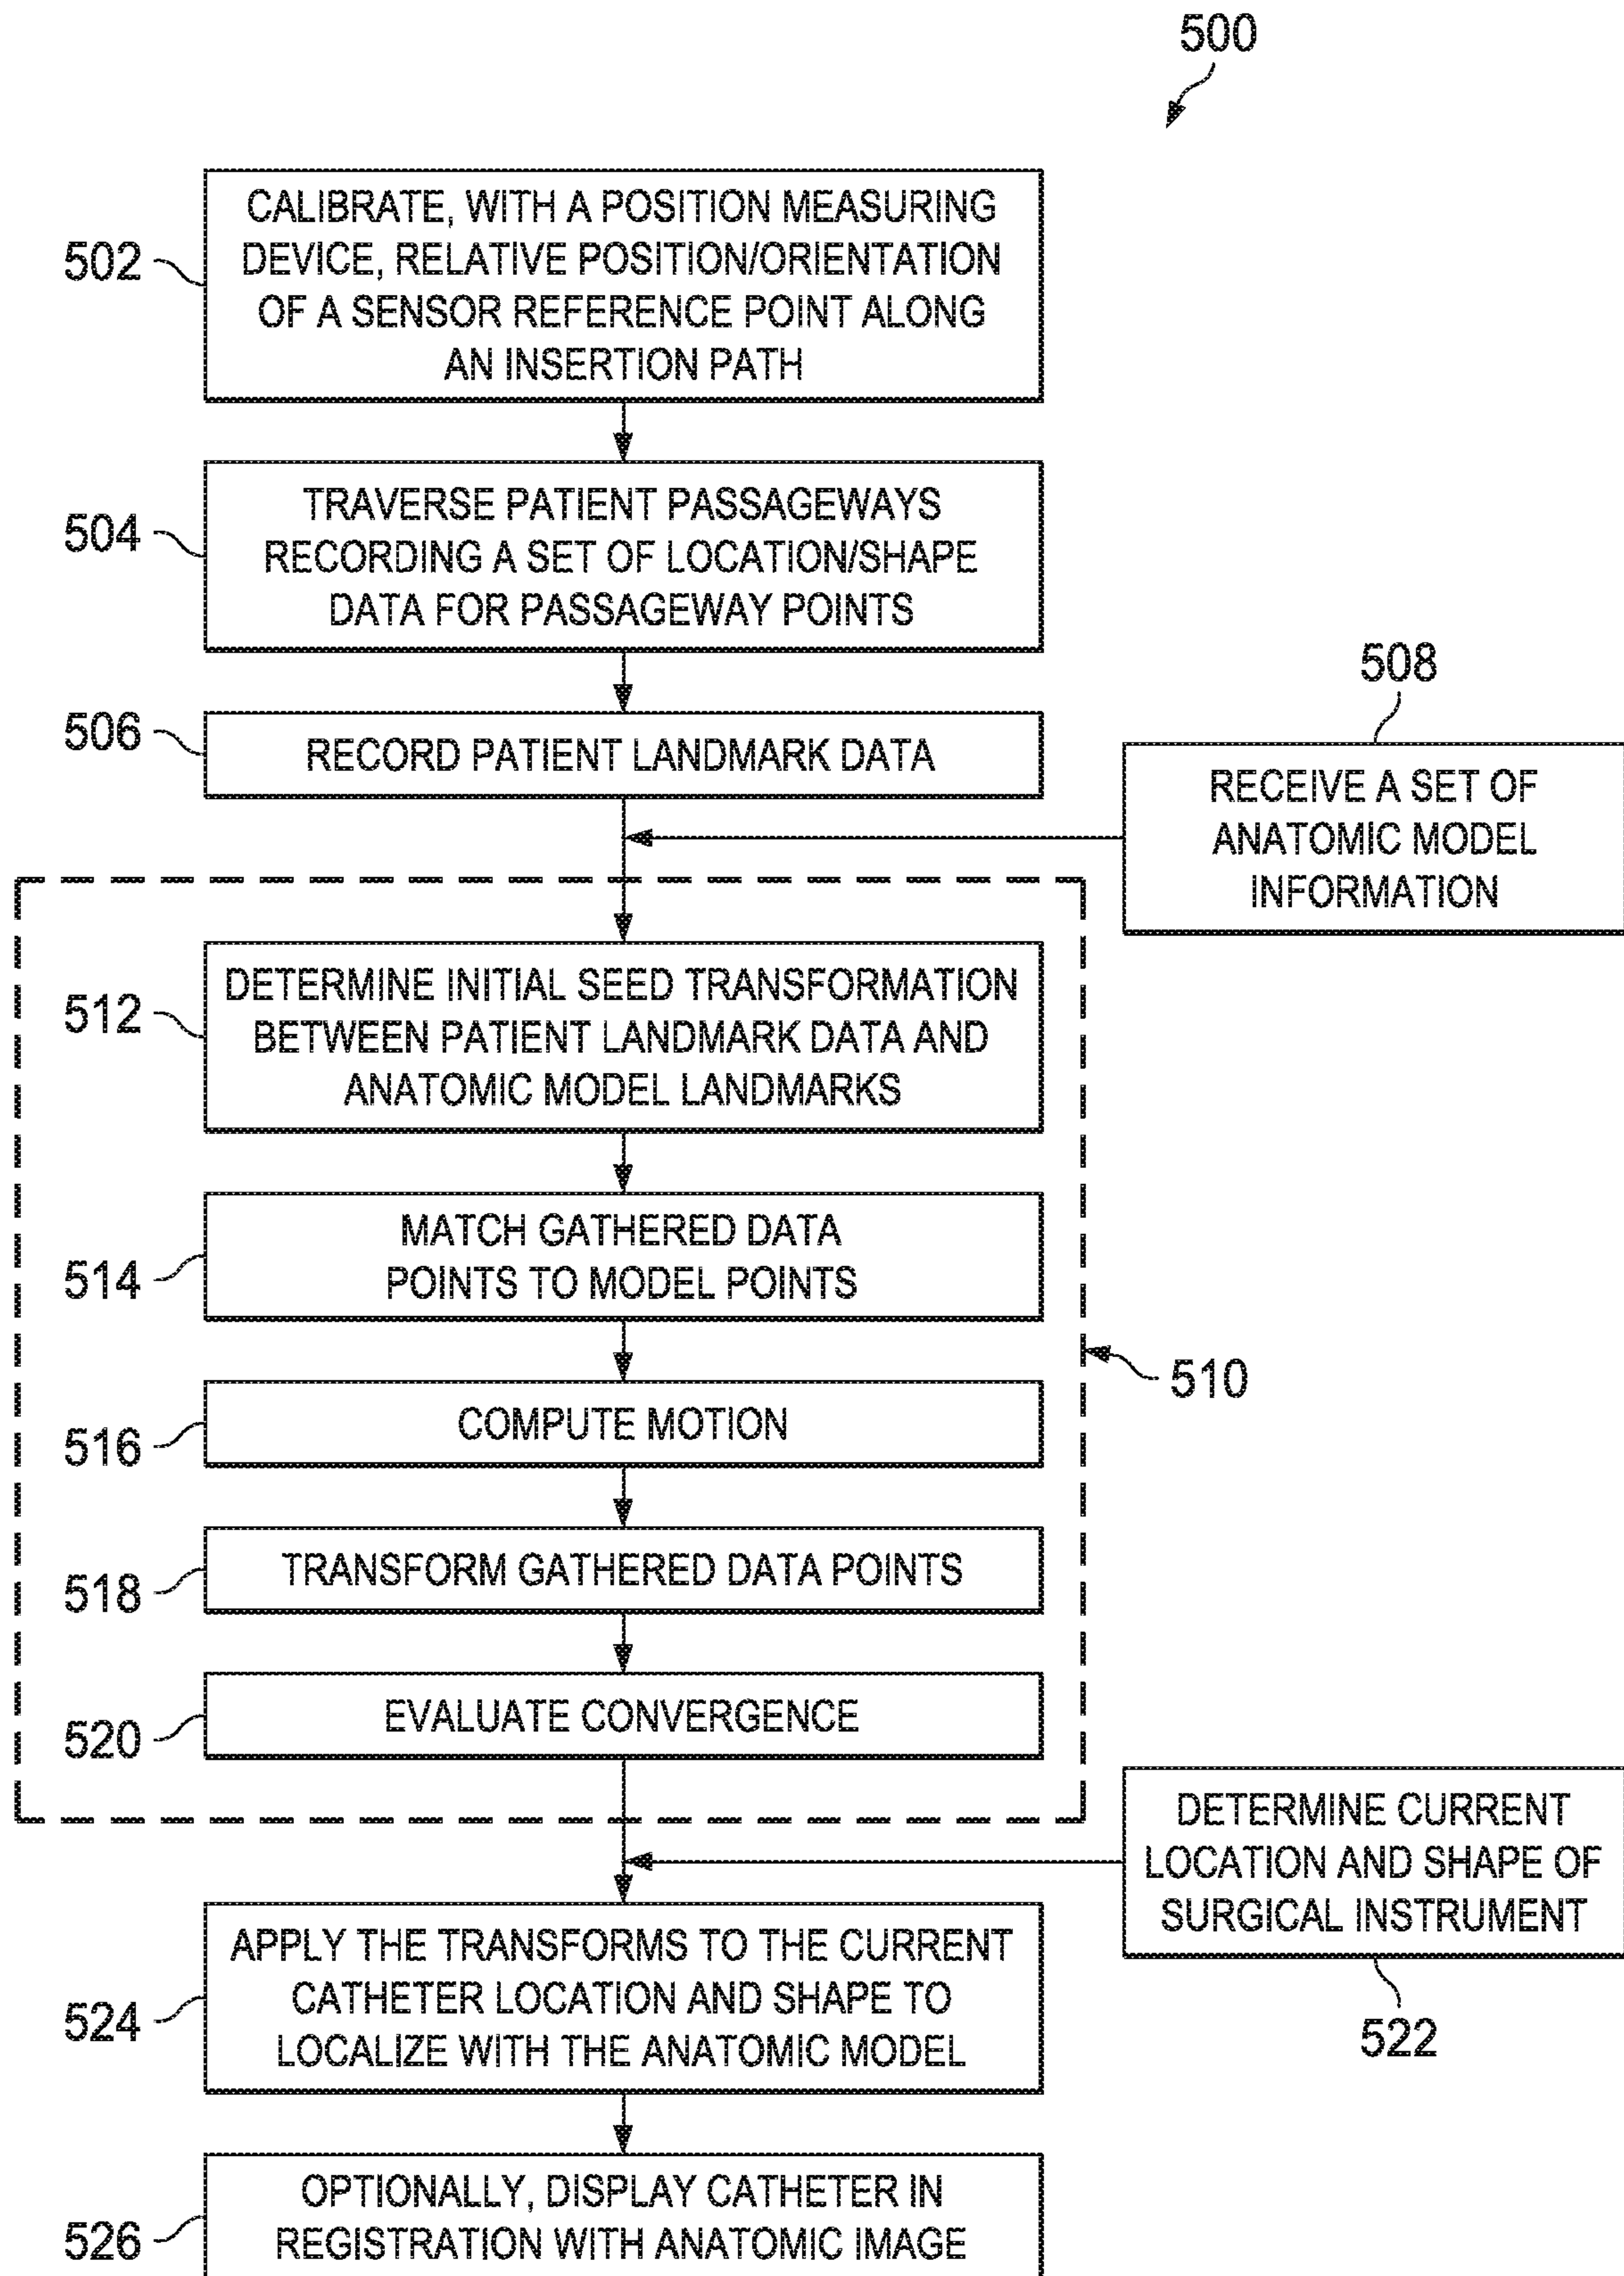 500
502
CALIBRATE, WITH A POSITION MEASURING
DEVICE, RELATIVE POSITION/ORIENTATION
OF A SENSOR REFERENCE POINT ALONG
AN INSERTION PATH
504
TRAVERSE PATIENT PASSAGEWAYS
RECORDING A SET OF LOCATION/SHAPE
DATA FOR PASSAGEWAY POINTS
506
RECORD PATIENT LANDMARK DATA
508
RECEIVE A SET OF
ANATOMIC MODEL
INFORMATION
512
DETERMINE INITIAL SEED TRANSFORMATION
BETWEEN PATIENT LANDMARK DATA AND
ANATOMIC MODEL LANDMARKS
514
MATCH GATHERED DATA
POINTS TO MODEL POINTS
510
516
COMPUTE MOTION
518
TRANSFORM GATHERED DATA POINTS
520
EVALUATE CONVERGENCE
DETERMINE CURRENT
LOCATION AND SHAPE OF
SURGICAL INSTRUMENT
522
524
APPLY THE TRANSFORMS TO THE CURRENT
CATHETER LOCATION AND SHAPE TO
LOCALIZE WITH THE ANATOMIC MODEL
526
OPTIONALLY, DISPLAY CATHETER IN
REGISTRATION WITH ANATOMIC IMAGE